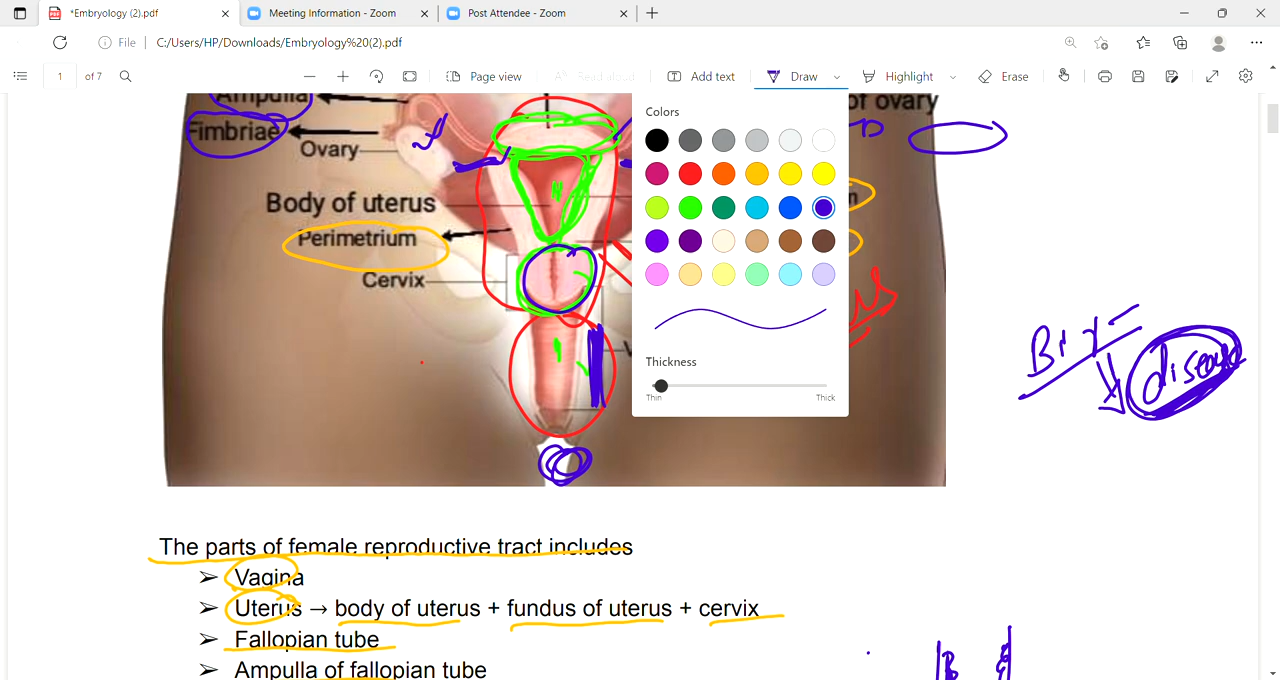 *Embryology (2).pdf
Meeting Information - Zoom
Post Attendee - Zoom
File
C:/Users/HP/Downloads/Embryology%20(2).pdf
1 of 7
Page view
Read aloud
Add text
Draw
Highlight
Erase
Ampulla
of ovary
Fimbriae
Ovary
Body of uterus
Perimetrium
Cervix
Colors
Thickness
Thin
Thick
disease
The parts of female reproductive tract includes
➢ Vagina
➢ Uterus → body of uterus + fundus of uterus + cervix
➢ Fallopian tube
➢ Ampulla of fallopian tube